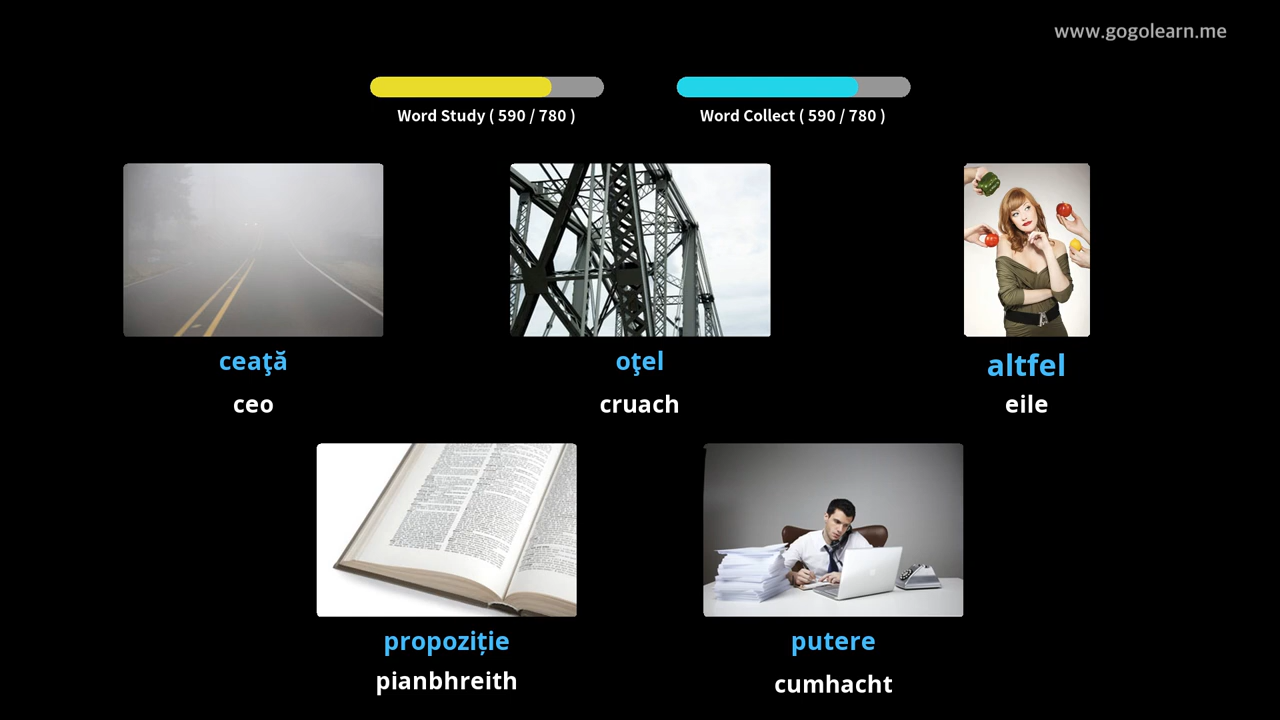 www.gogolearn.me
Word Study ( 590 / 780 )
Word Collect ( 590 / 780 )
ceaţă
ceo
oţel
cruach
altfel
eile
propoziție
pianbhreith
putere
cumhacht